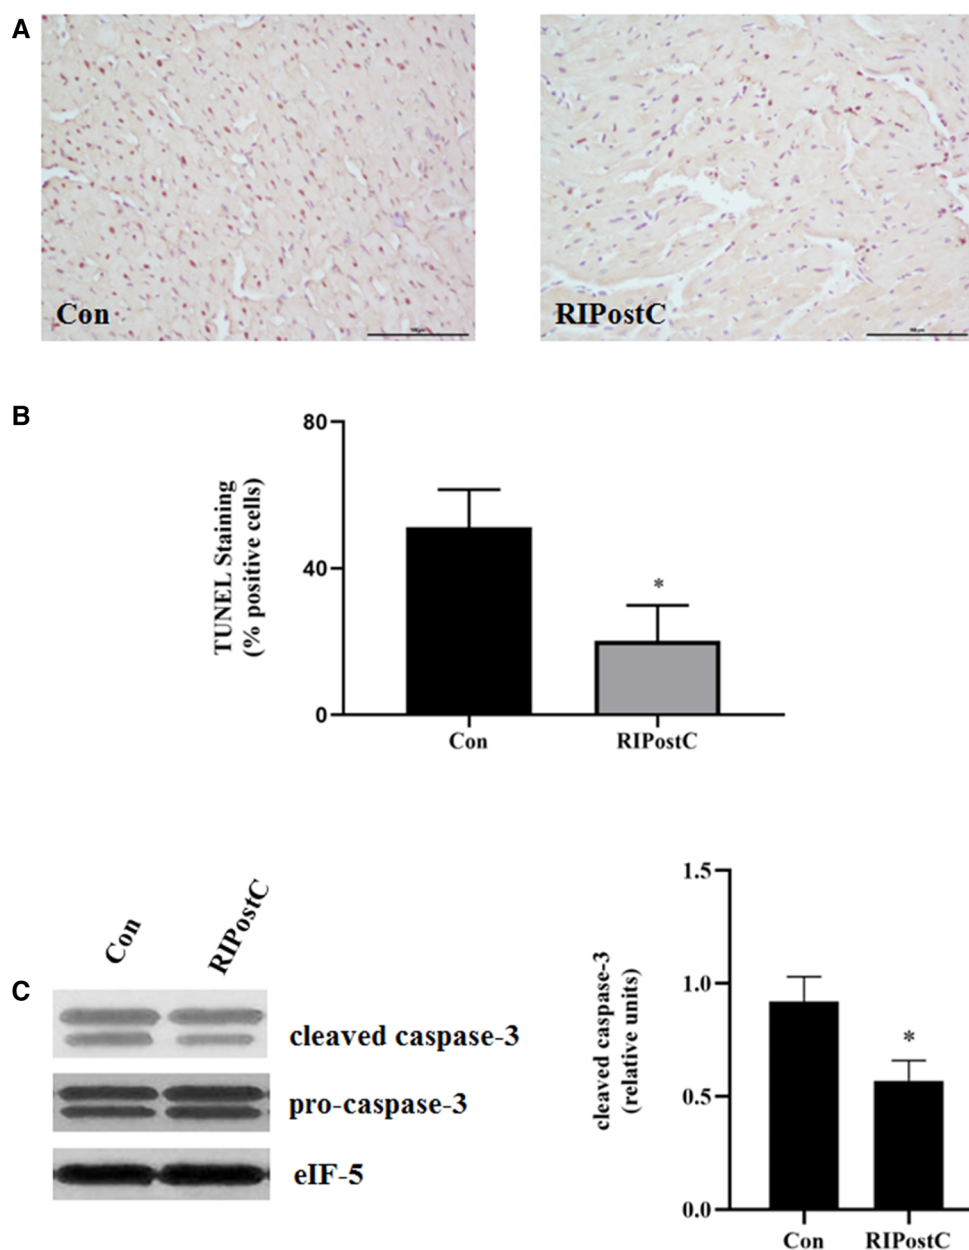 A
Con
RIPostC
B
80
40
0
TUNEL Staining
(% positive cells)
*
Con
RIPostC
C
Con
RIPostC
cleaved caspase-3
pro-caspase-3
eIF-5
1.5
1.0
0.5
0.0
cleaved caspase-3
(relative units)
*
Con
RIPostC